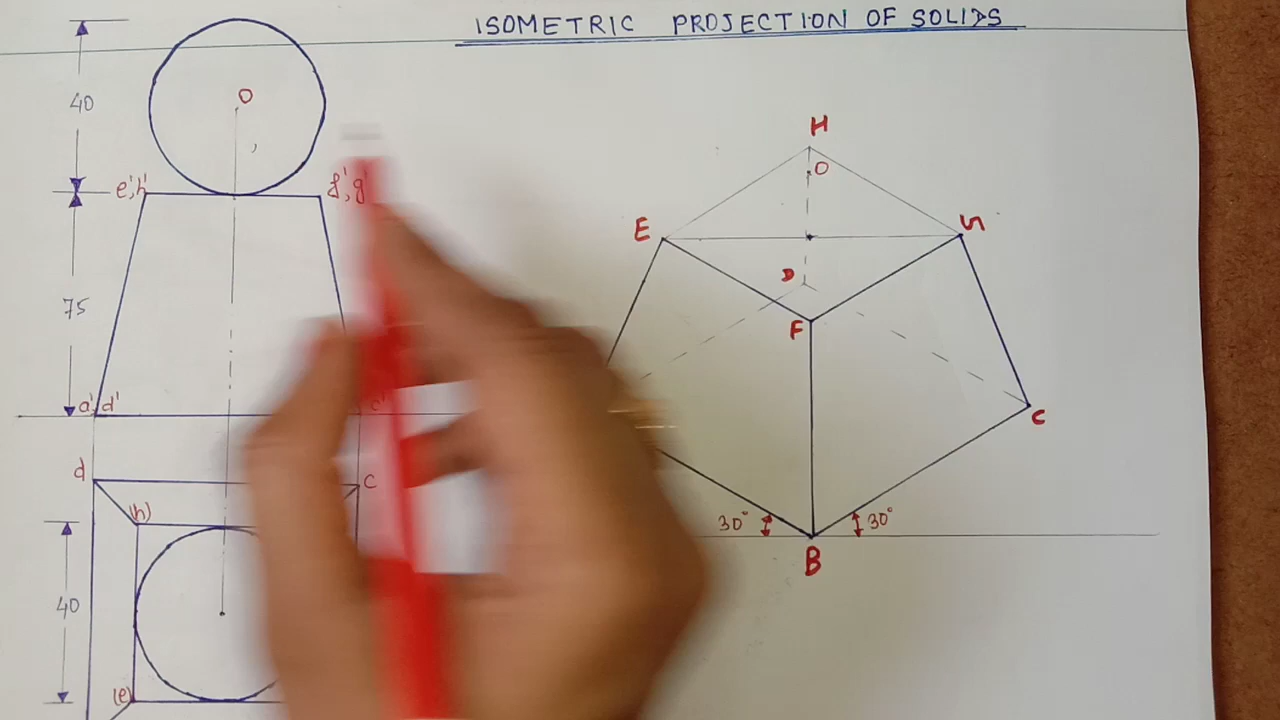 ISOMETRIC PROJECTION OF SOLIDS
40
O
e',h'
f',g'
75
a',d'
c'
d
c
(h)
40
(e)
H
O
E
G
D
F
C
30°
30°
B